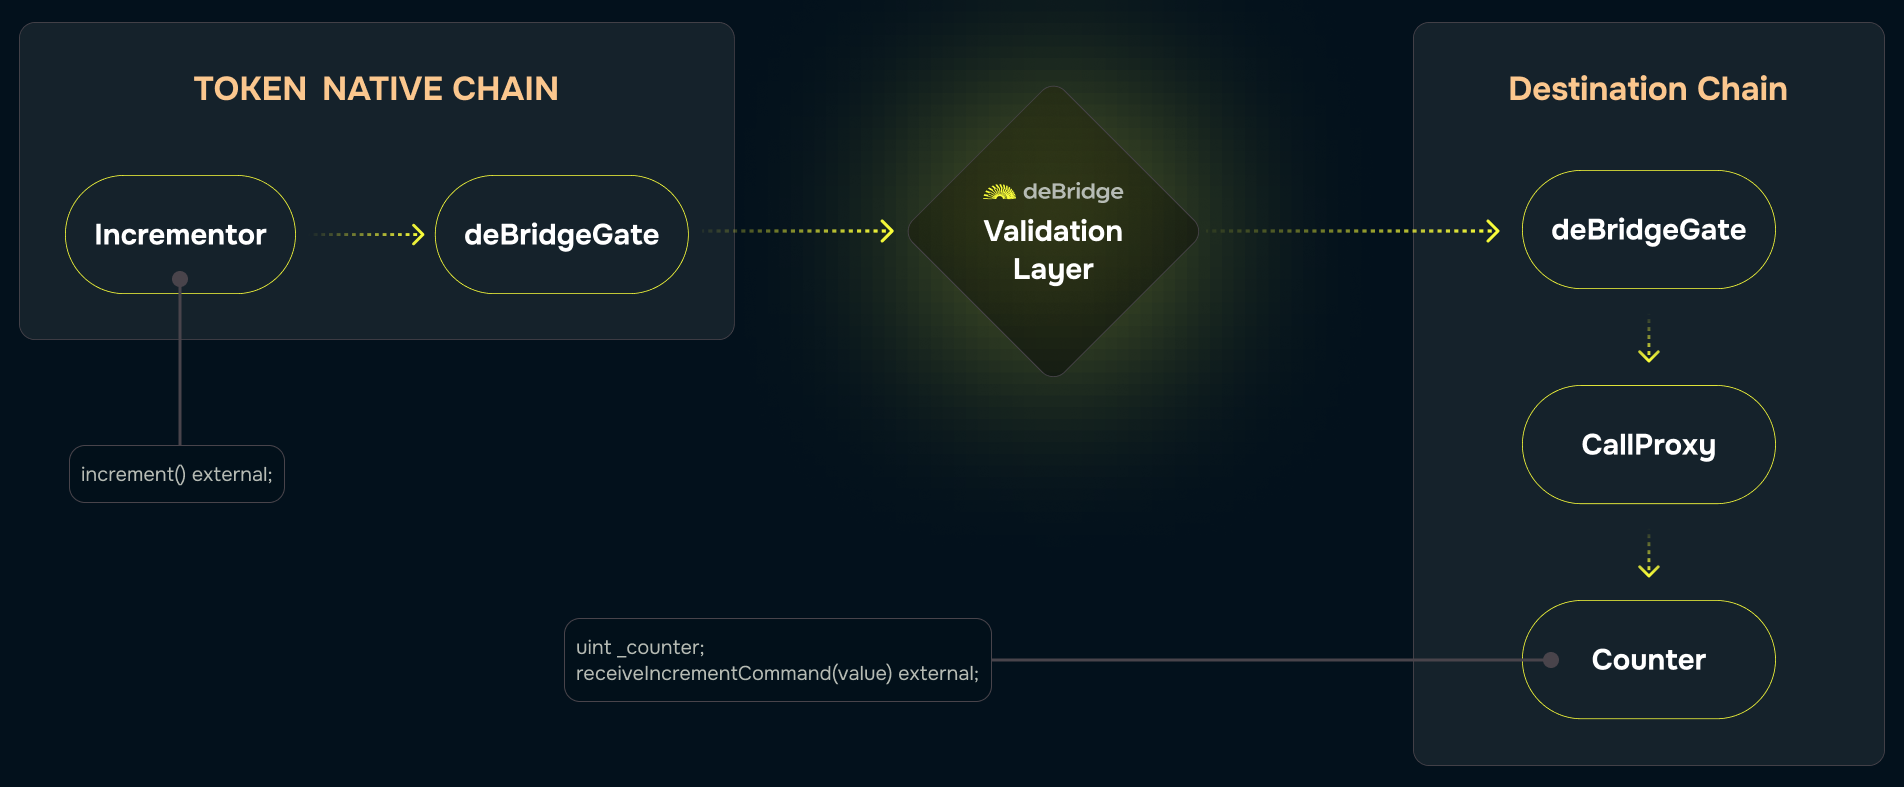 TOKEN NATIVE CHAIN
Incrementor
deBridgeGate
increment() external;
deBridge
Validation
Layer
Destination Chain
deBridgeGate
CallProxy
Counter
uint _counter;
receiveIncrementCommand(value) external;